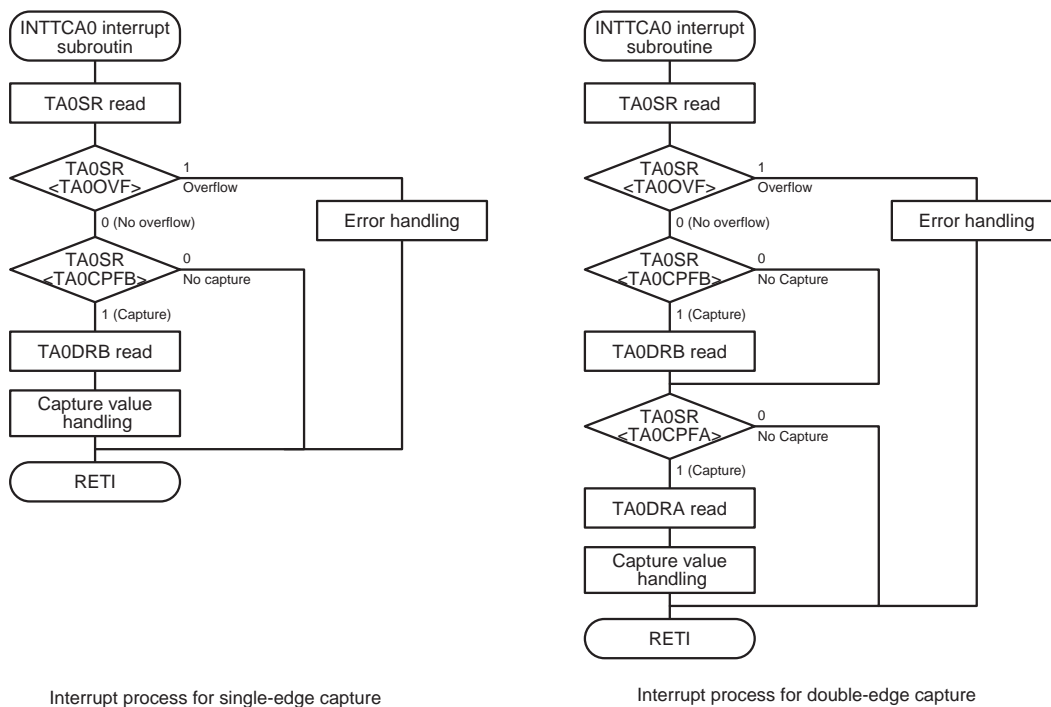 INTTCA0 interrupt
subroutin
TA0SR read
TA0SR
<TA0OVF>
1
Overflow
0 (No overflow)
Error handling
TA0SR
<TA0CPFB>
0
No capture
1 (Capture)
TA0DRB read
Capture value
handling
RETI
Interrupt process for single-edge capture
INTTCA0 interrupt
subroutine
TA0SR read
TA0SR
<TA0OVF>
1
Overflow
0 (No overflow)
Error handling
TA0SR
<TA0CPFB>
0
No Capture
1 (Capture)
TA0DRB read
TA0SR
<TA0CPFA>
0
No Capture
1 (Capture)
TA0DRA read
Capture value
handling
RETI
Interrupt process for double-edge capture